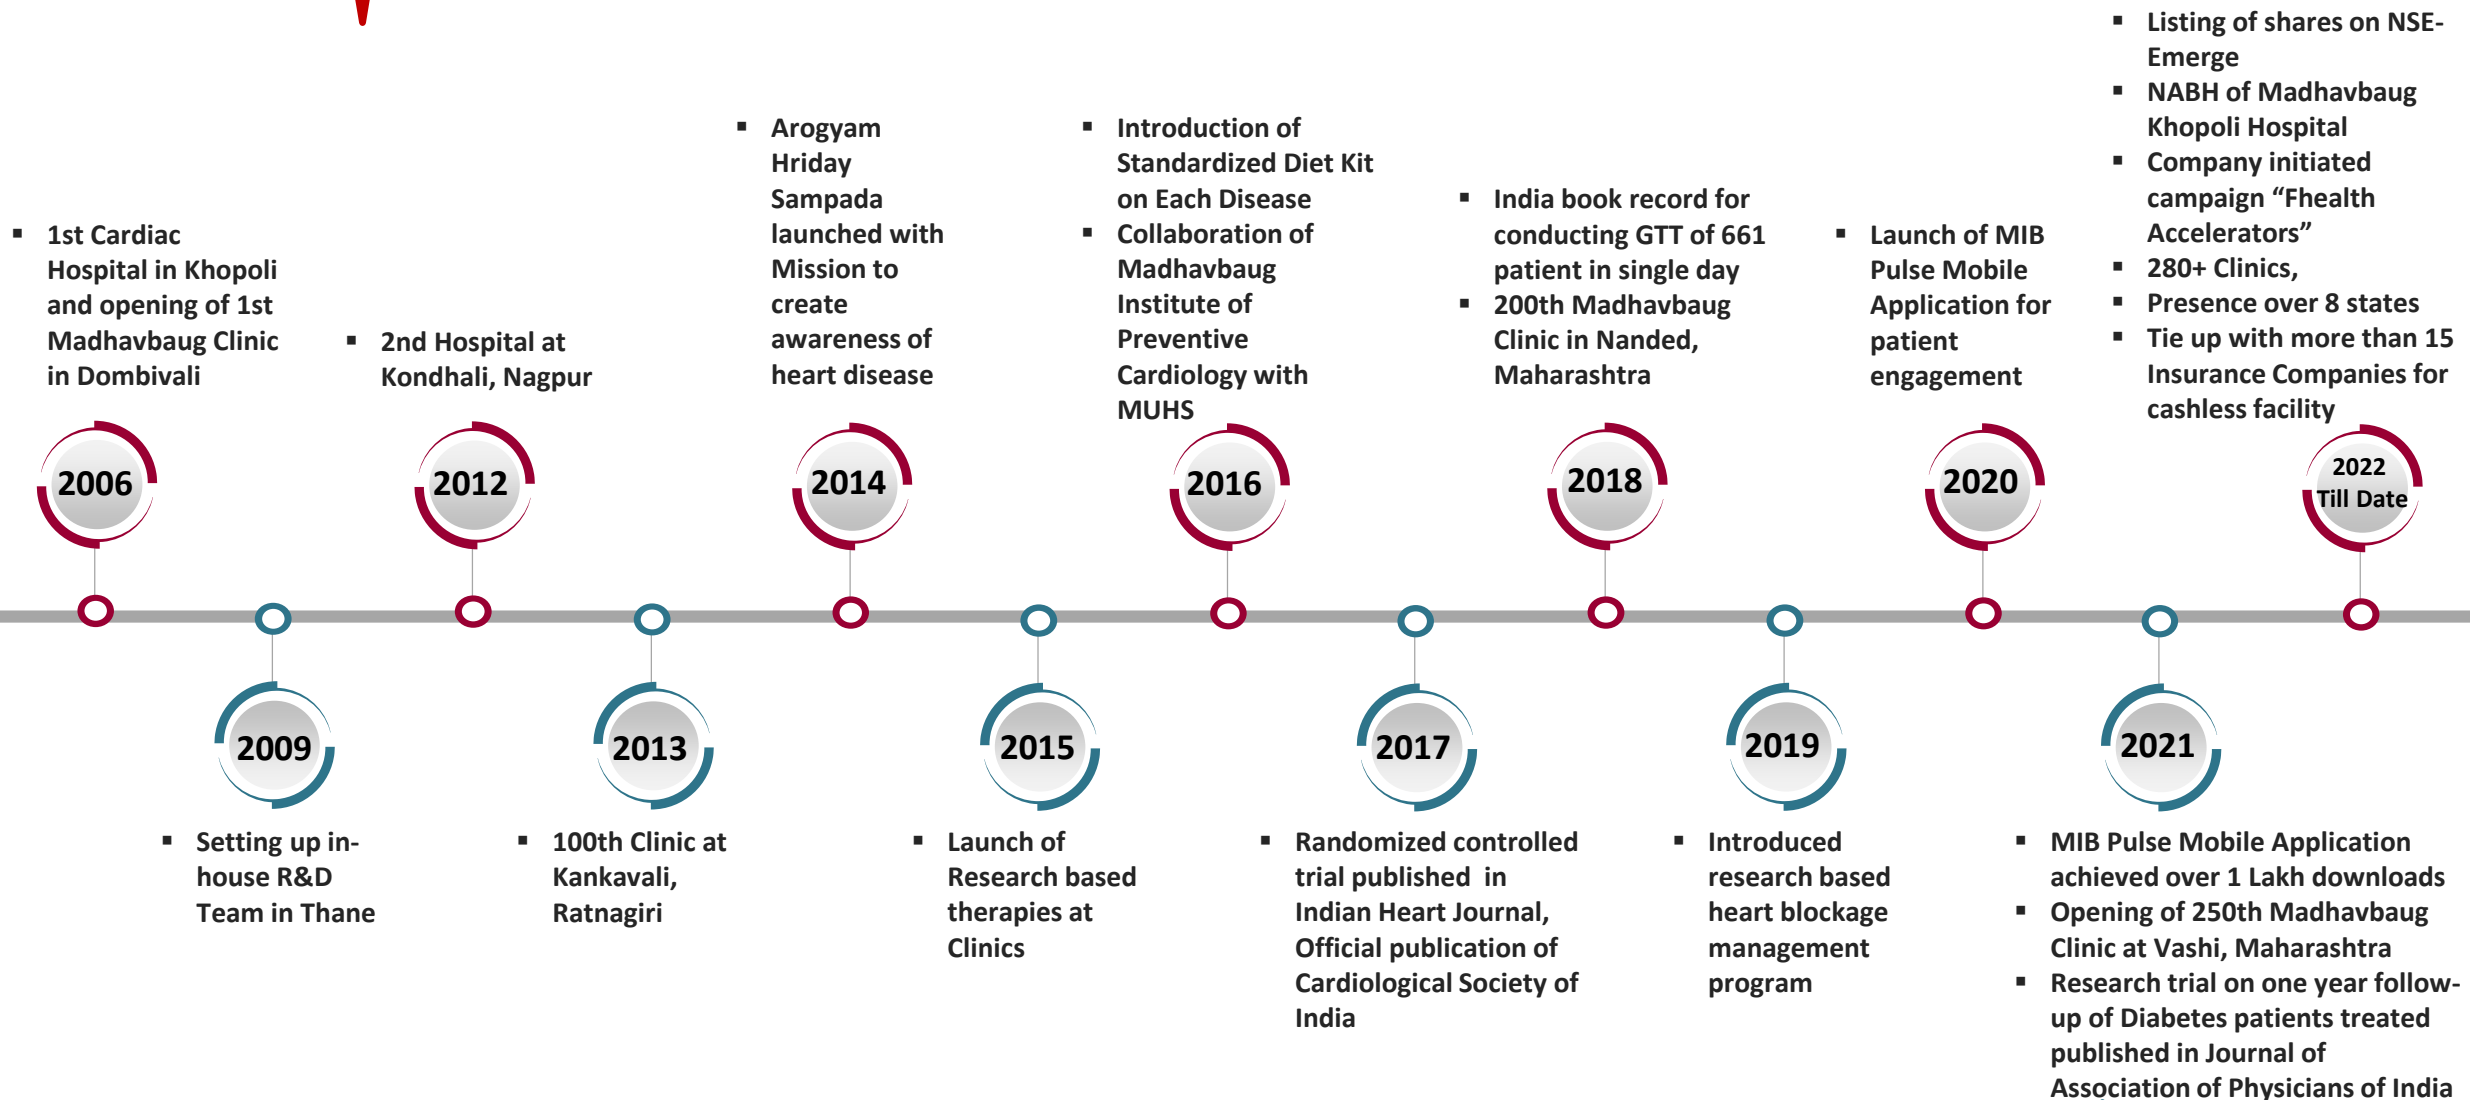 ▪ 1st Cardiac
Hospital in Khopoli
and opening of 1st
Madhavbaug Clinic
in Dombivali
2006
▪ Setting up in-
house R&D
Team in Thane
2009
▪ 2nd Hospital at
Kondhali, Nagpur
2012
2013
▪ 100th Clinic at
Kankavali,
Ratnagiri
▪ Arogyam
Hriday
Sampada
launched with
Mission to
create
awareness of
heart disease
2014
2015
▪ Launch of
Research based
therapies at
Clinics
▪ Introduction of
Standardized Diet Kit
on Each Disease
▪ Collaboration of
Madhavbaug
Institute of
Preventive
Cardiology with
MUHS
2016
2017
▪ Randomized controlled
trial published in
Indian Heart Journal,
Official publication of
Cardiological Society of
India
▪ India book record for
conducting GTT of 661
patient in single day
▪ 200th Madhavbaug
Clinic in Nanded,
Maharashtra
2018
2019
▪ Introduced
research based
heart blockage
management
program
▪ Launch of MIB
Pulse Mobile
Application for
patient
engagement
2020
2021
▪ MIB Pulse Mobile Application
achieved over 1 Lakh downloads
▪ Opening of 250th Madhavbaug
Clinic at Vashi, Maharashtra
▪ Research trial on one year follow-
up of Diabetes patients treated
published in Journal of
Association of Physicians of India
▪ Listing of shares on NSE-
Emerge
▪ NABH of Madhavbaug
Khopoli Hospital
▪ Company initiated
campaign “Fhealth
Accelerators”
▪ 280+ Clinics,
▪ Presence over 8 states
▪ Tie up with more than 15
Insurance Companies for
cashless facility
2022
Till Date